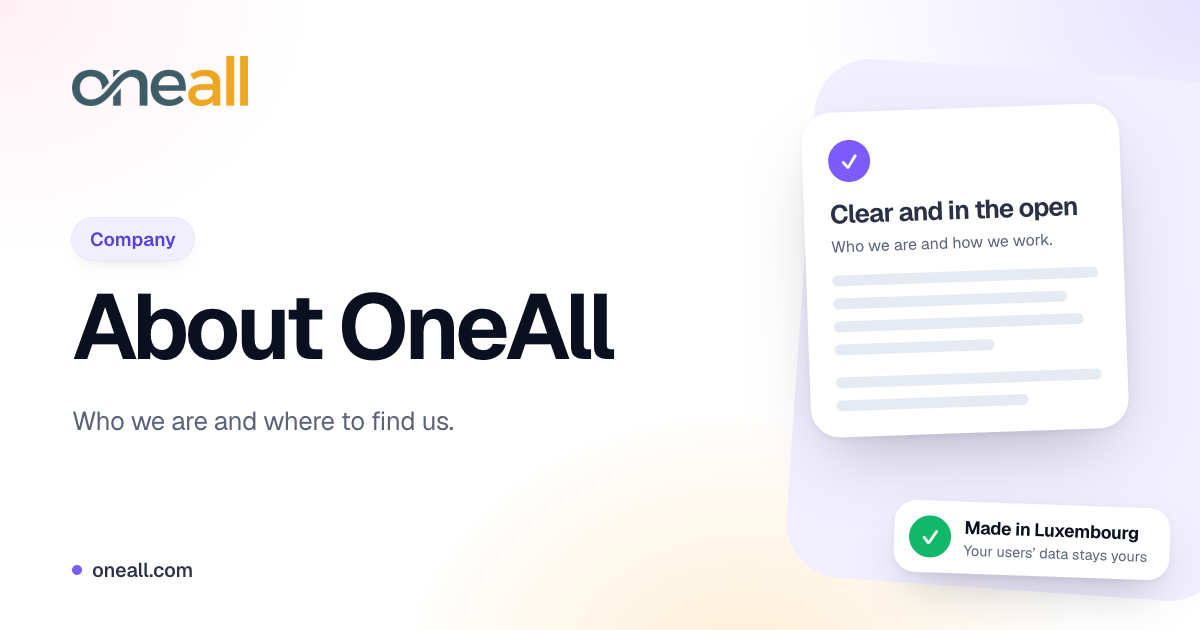 oneall
Company
About OneAll
Who we are and where to find us.
oneall.com
Clear and in the open
Who we are and how we work.
Made in Luxembourg
Your users’ data stays yours